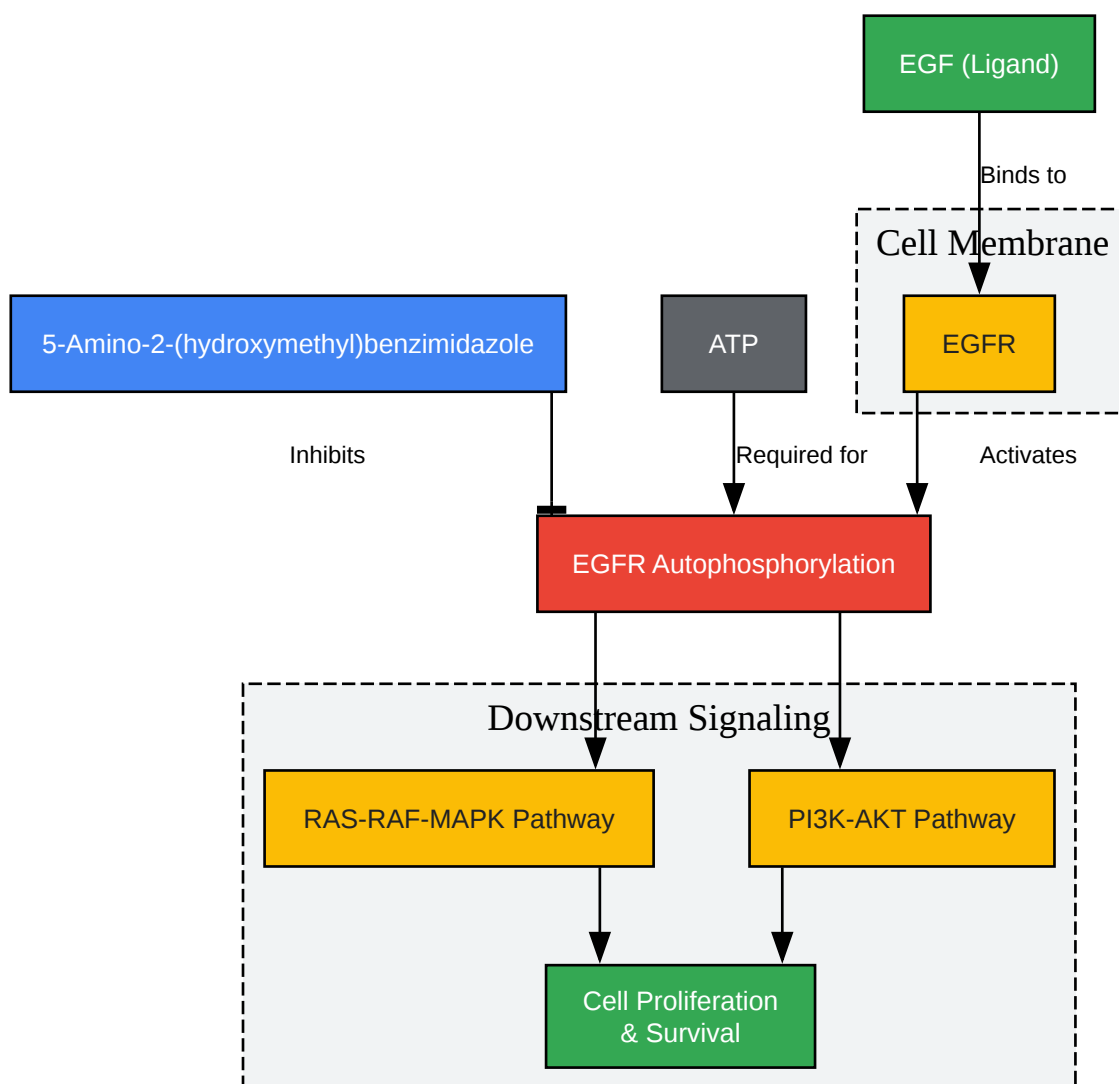 EGF (Ligand)
Binds to
Cell Membrane
5-Amino-2-(hydroxymethyl)benzimidazole
ATP
EGFR
Inhibits
Required for
Activates
EGFR Autophosphorylation
Downstream Signaling
RAS-RAF-MAPK Pathway
PI3K-AKT Pathway
Cell Proliferation
& Survival